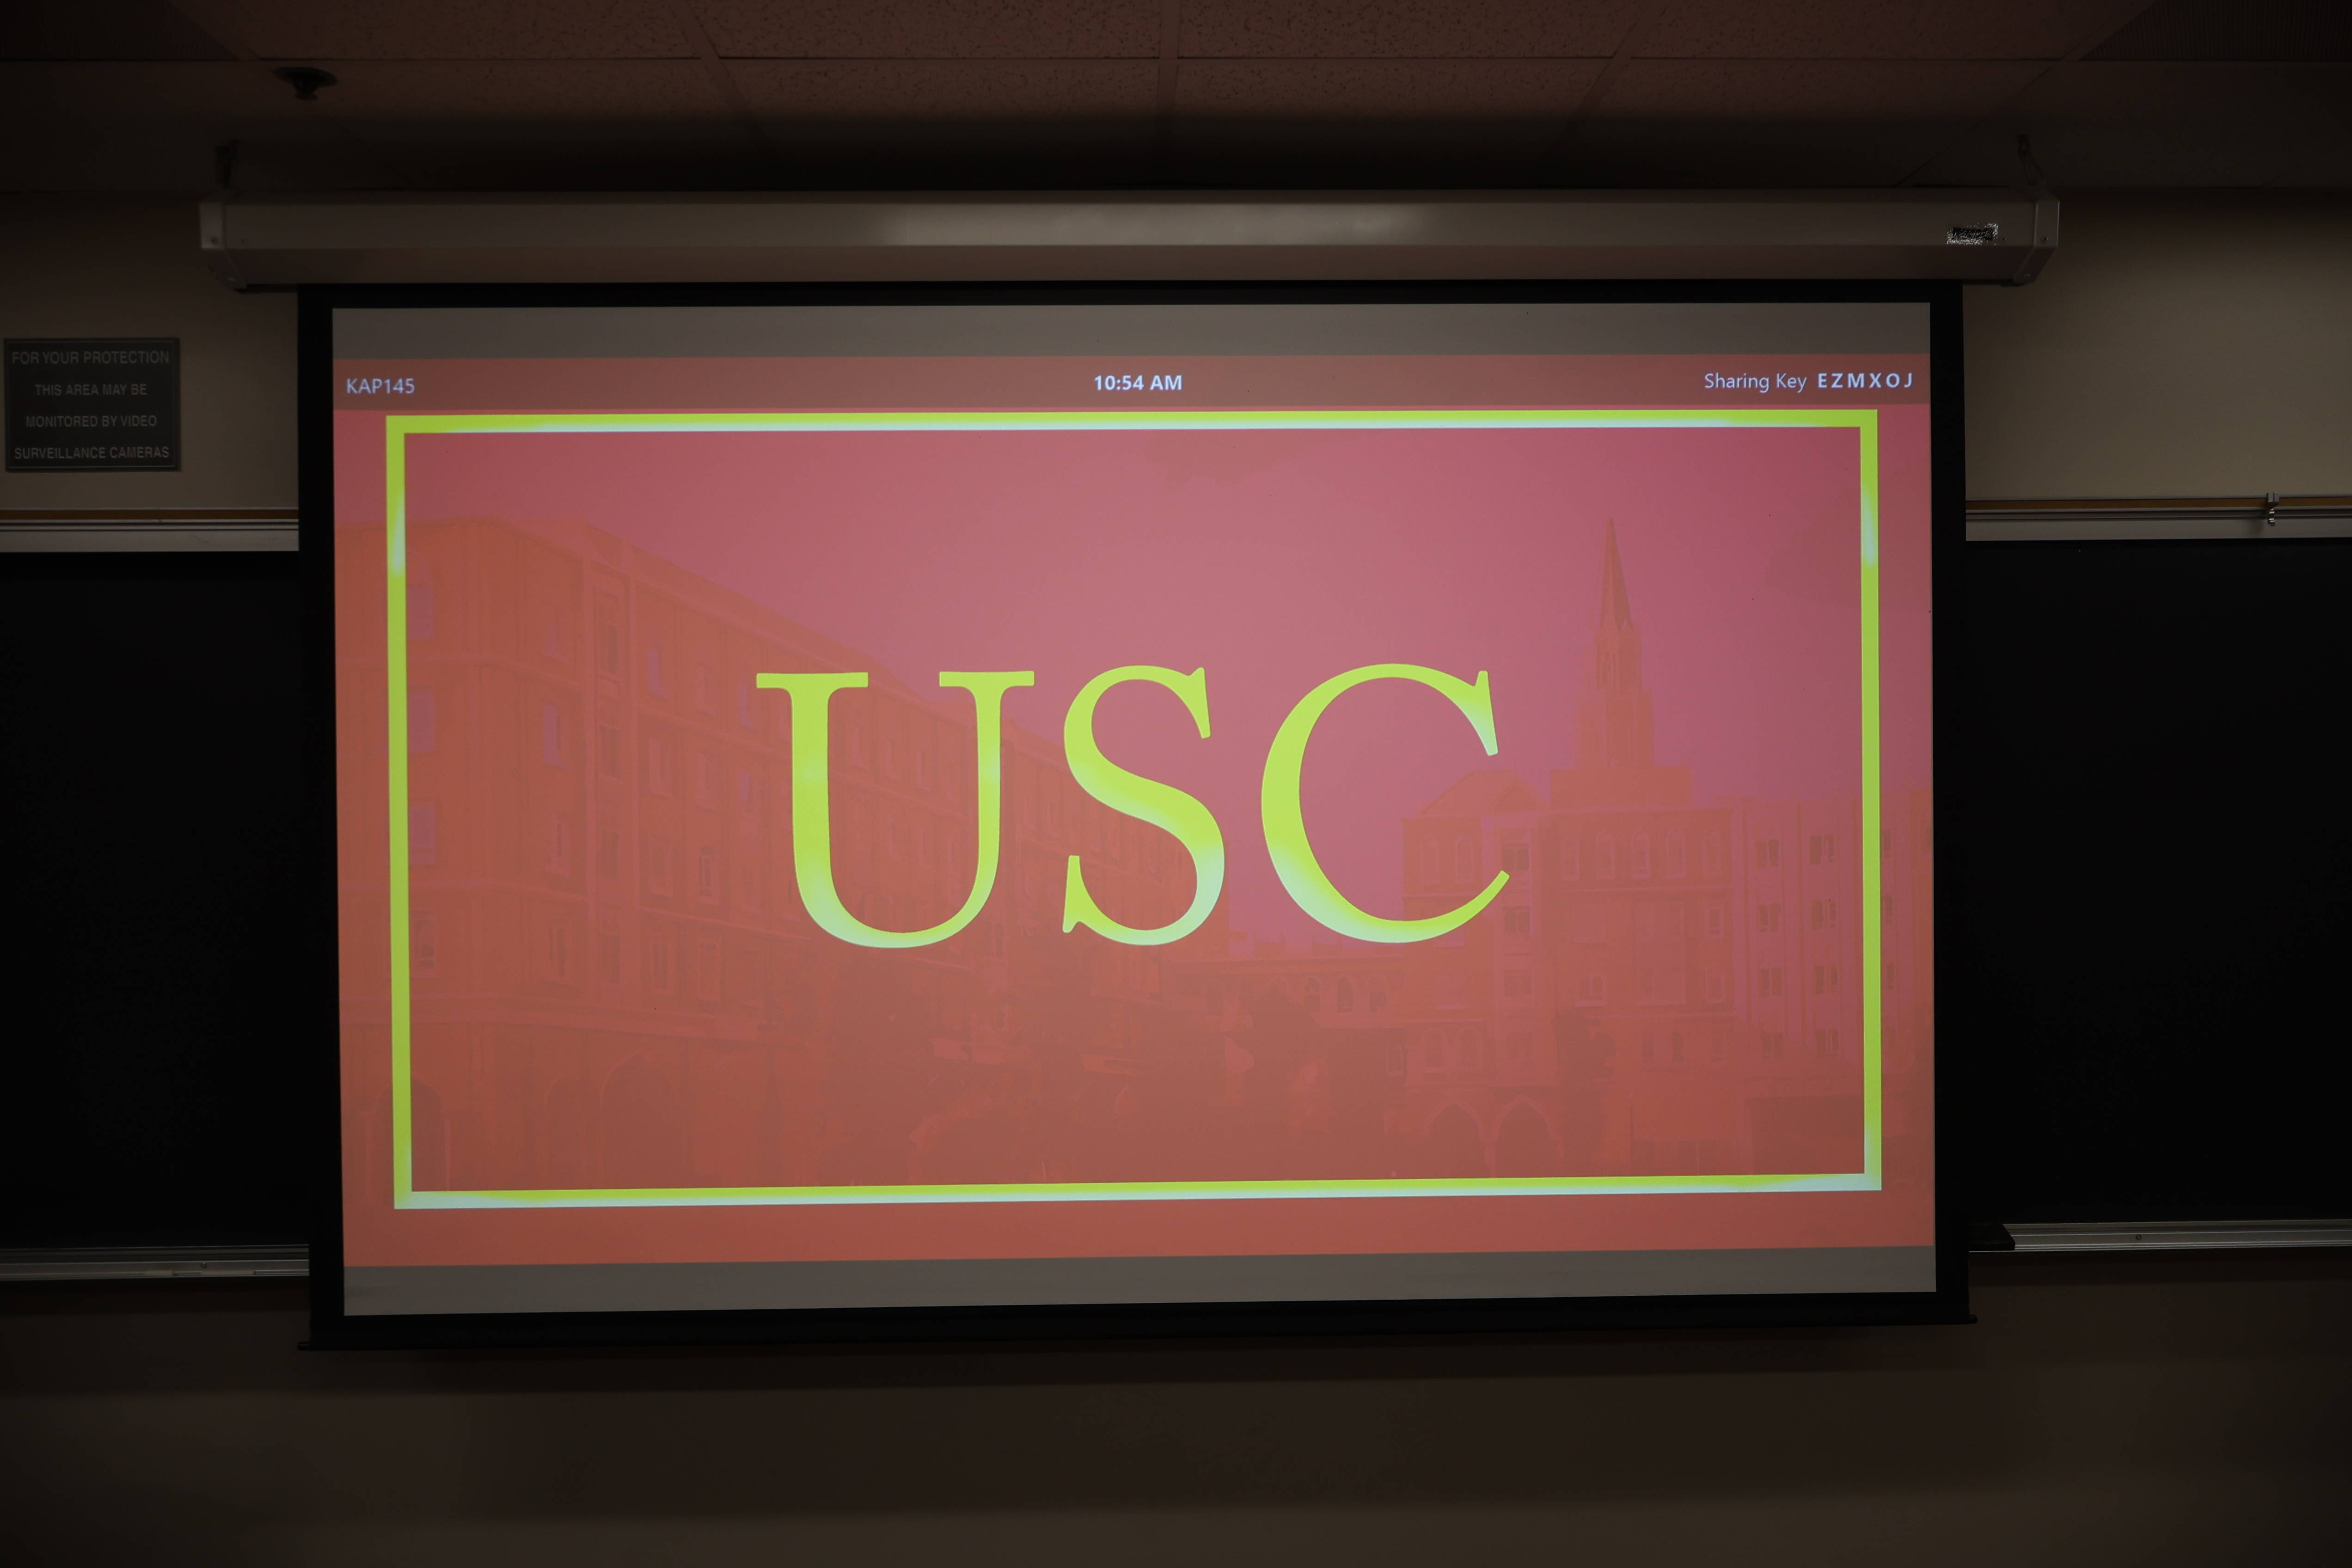 FOR YOUR PROTECTION
THIS AREA MAY BE
MONITORED BY VIDEO
SURVEILLANCE CAMERAS
KAP145
10:54 AM
Sharing Key EZMXOJ
USC